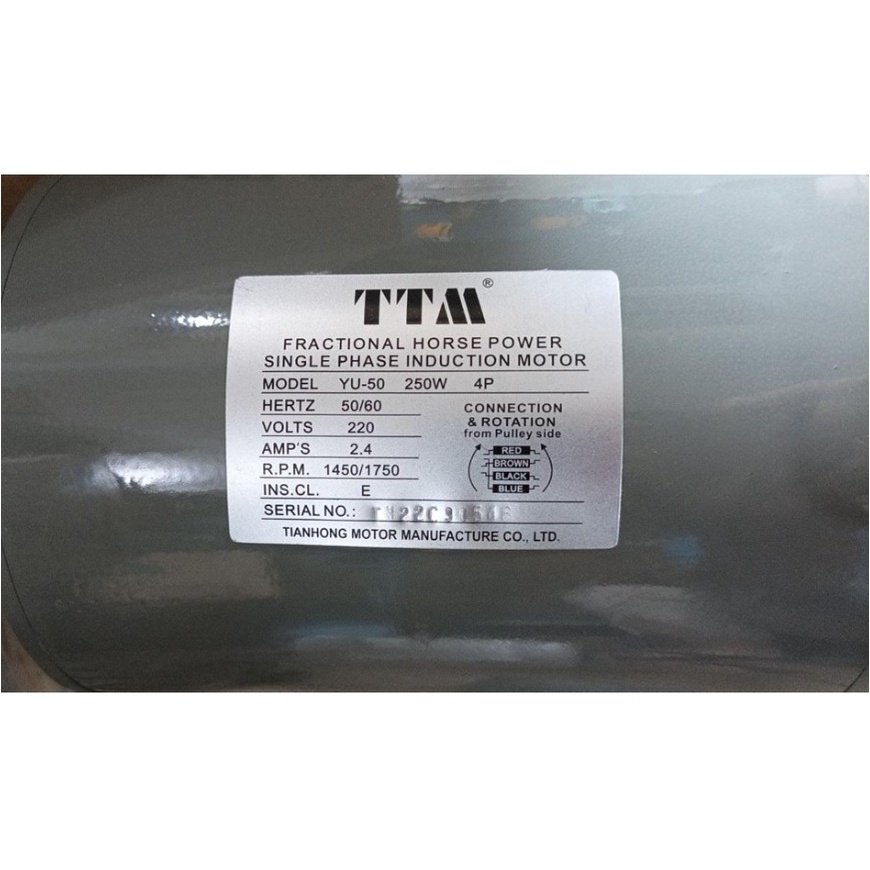 TTM®
FRACTIONAL HORSE POWER
SINGLE PHASE INDUCTION MOTOR
MODEL YU-50 250W 4P
HERTZ 50/60
VOLTS 220
AMP'S 2.4
R.P.M. 1450/1750
INS.CL. E
CONNECTION
& ROTATION
from Pulley side
RED
BROWN
BLACK
BLUE
SERIAL NO.:
TIANHONG MOTOR MANUFACTURE CO., LTD.